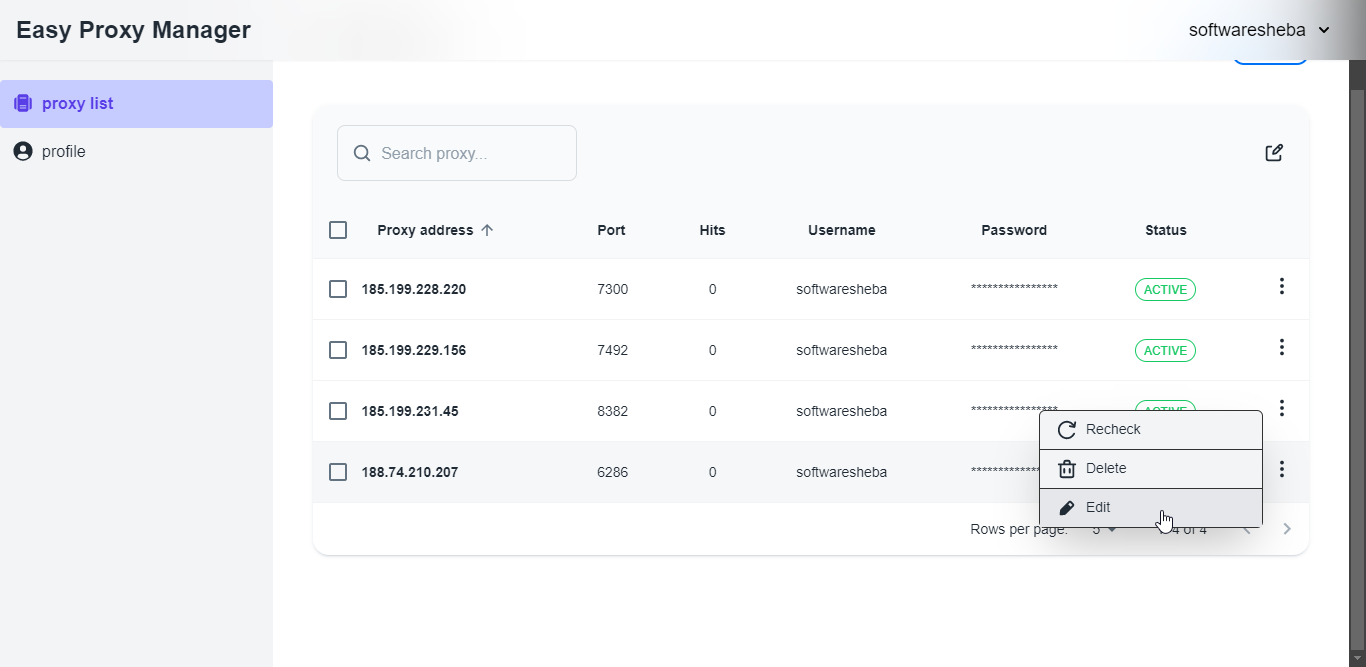 Easy Proxy Manager
softwaresheba
proxy list
profile
Search proxy...
Proxy address Port Hits Username Password Status
185.199.228.220 7300 0 softwaresheba **************** ACTIVE
185.199.229.156 7492 0 softwaresheba **************** ACTIVE
185.199.231.45 8382 0 softwaresheba **************** ACTIVE
Recheck
188.74.210.207 6286 0 softwaresheba *************
Delete
Edit
Rows per page: 5 4 of 4